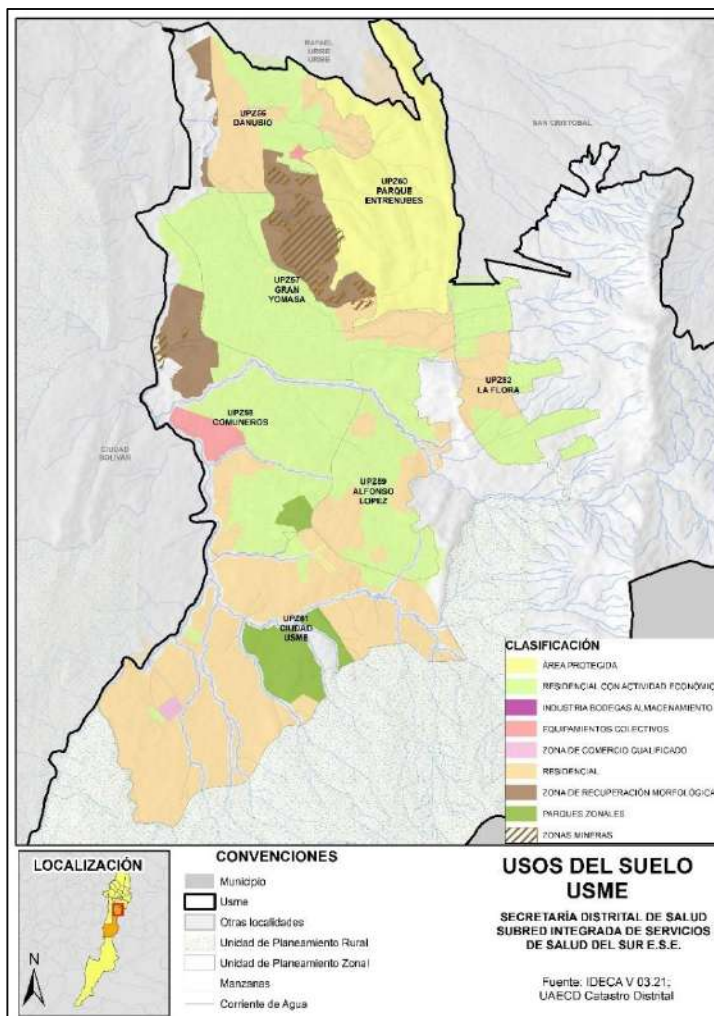 RAFAEL
URIBE
URIBE
SAN CRISTOBAL
UPZ56
DANUBIO
UPZ60
PARQUE
ENTRENUBES
UPZ57
GRAN
YOMASA
UPZ52
LA FLORA
UPZ58
COMUNEROS
CIUDAD
BOLIVAR
UPZ59
ALFONSO
LOPEZ
UPZ61
CIUDAD
USME
CLASIFICACIÓN
ÁREA PROTEGIDA
RESIDENCIAL CON ACTIVIDAD ECONÓMIC
INDUSTRIA BODEGAS ALMACENAMIENTO
EQUIPAMIENTOS COLECTIVOS
ZONA DE COMERCIO CUALIFICADO
RESIDENCIAL
ZONA DE RECUPERACIÓN MORFOLÓGICA
PARQUES ZONALES
ZONAS MINERAS
LOCALIZACIÓN
N
CONVENCIONES
Municipio
Usme
Otras localidades
Unidad de Planeamiento Rural
Unidad de Planeamiento Zonal
Manzanas
Corriente de Agua
USOS DEL SUELO
USME
SECRETARÍA DISTRITAL DE SALUD
SUBRED INTEGRADA DE SERVICIOS
DE SALUD DEL SUR E.S.E.
Fuente: IDECA V 03.21;
UAECD Catastro Distrital